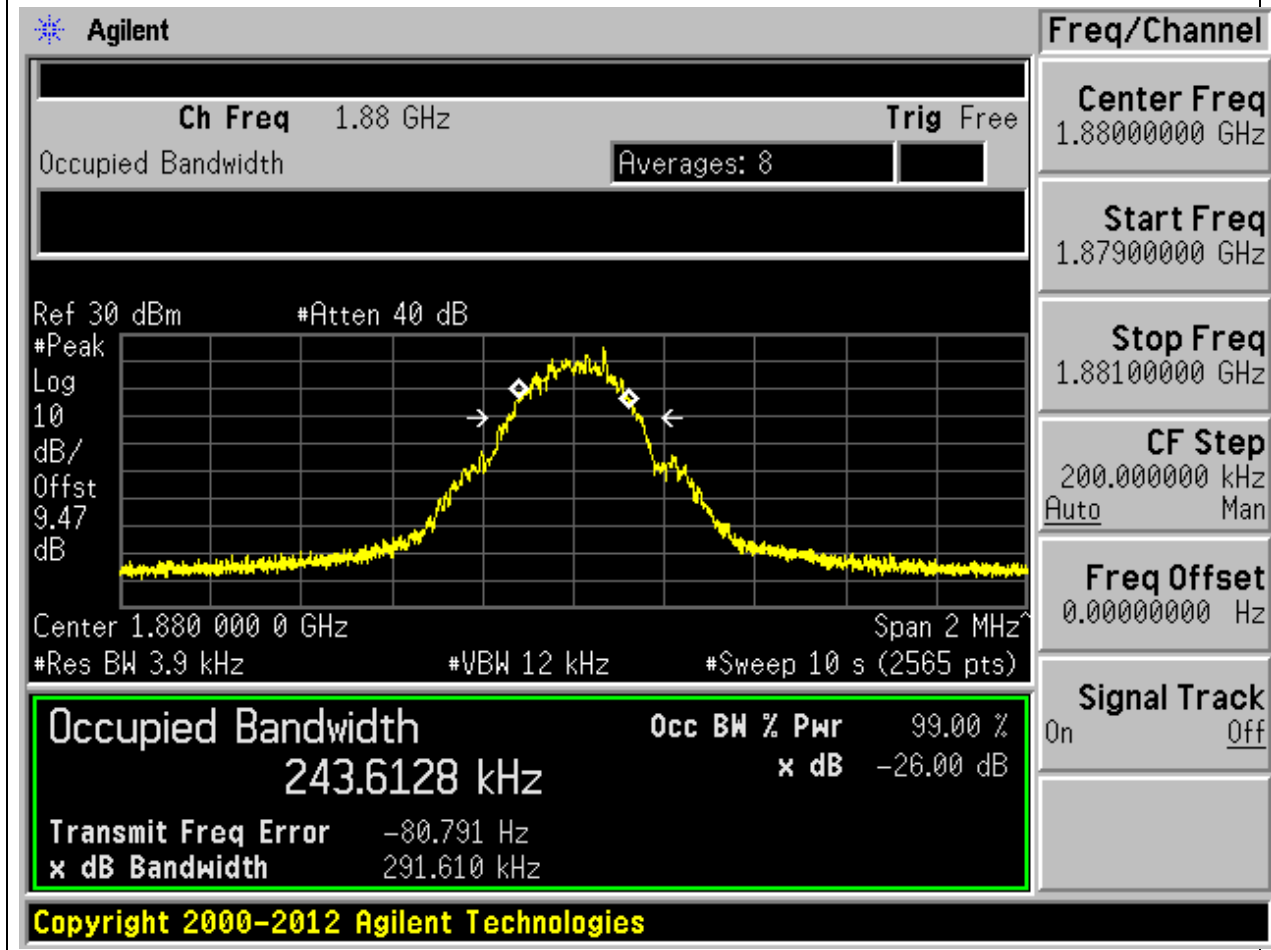 Agilent
Freq/Channel
Ch Freq 1.88 GHz Trig Free
Occupied Bandwidth Averages: 8
Ref 30 dBm #Atten 40 dB
#Peak
Log
10
dB/
Offst
9.47
dB
Center 1.880 000 0 GHz Span 2 MHz^
#Res BW 3.9 kHz #VBW 12 kHz #Sweep 10 s (2565 pts)
Occupied Bandwidth Occ BW % Pwr 99.00 %
243.6128 kHz x dB -26.00 dB
Transmit Freq Error -80.791 Hz
x dB Bandwidth 291.610 kHz
Copyright 2000-2012 Agilent Technologies
Center Freq
1.88000000 GHz
Start Freq
1.87900000 GHz
Stop Freq
1.88100000 GHz
CF Step
200.000000 kHz
Auto Man
Freq Offset
0.00000000 Hz
Signal Track
On Off